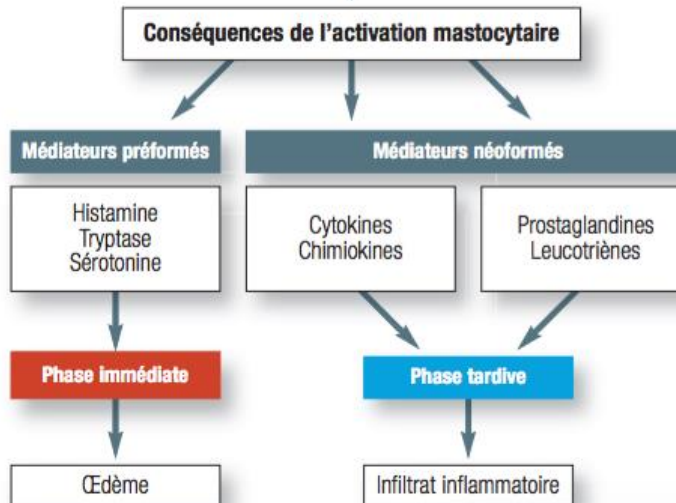 Conséquences de l'activation mastocytaire
Médiateurs préformés
Médiateurs néoformés
Histamine
Tryptase
Sérotonine
Cytokines
Chimiokines
Prostaglandines
Leucotriènes
Phase immédiate
Phase tardive
Œdème
Infiltrat inflammatoire